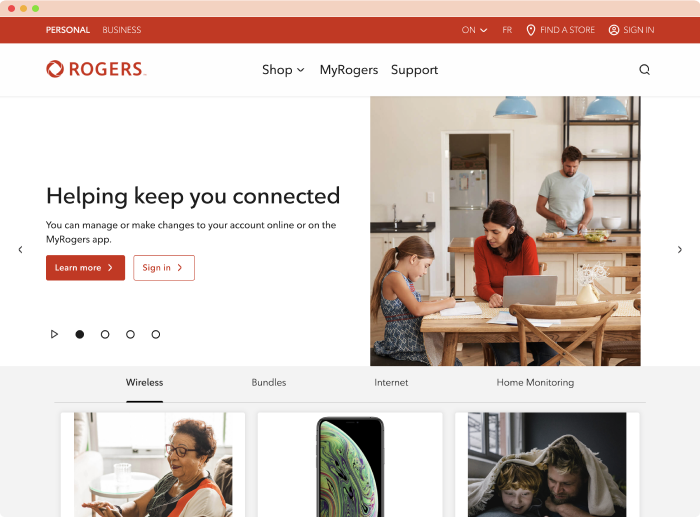 PERSONAL BUSINESS ON FR FIND A STORE SIGN IN
ROGERS Shop MyRogers Support
Helping keep you connected
You can manage or make changes to your account online or on the
MyRogers app.
Learn more Sign in
Wireless Bundles Internet Home Monitoring